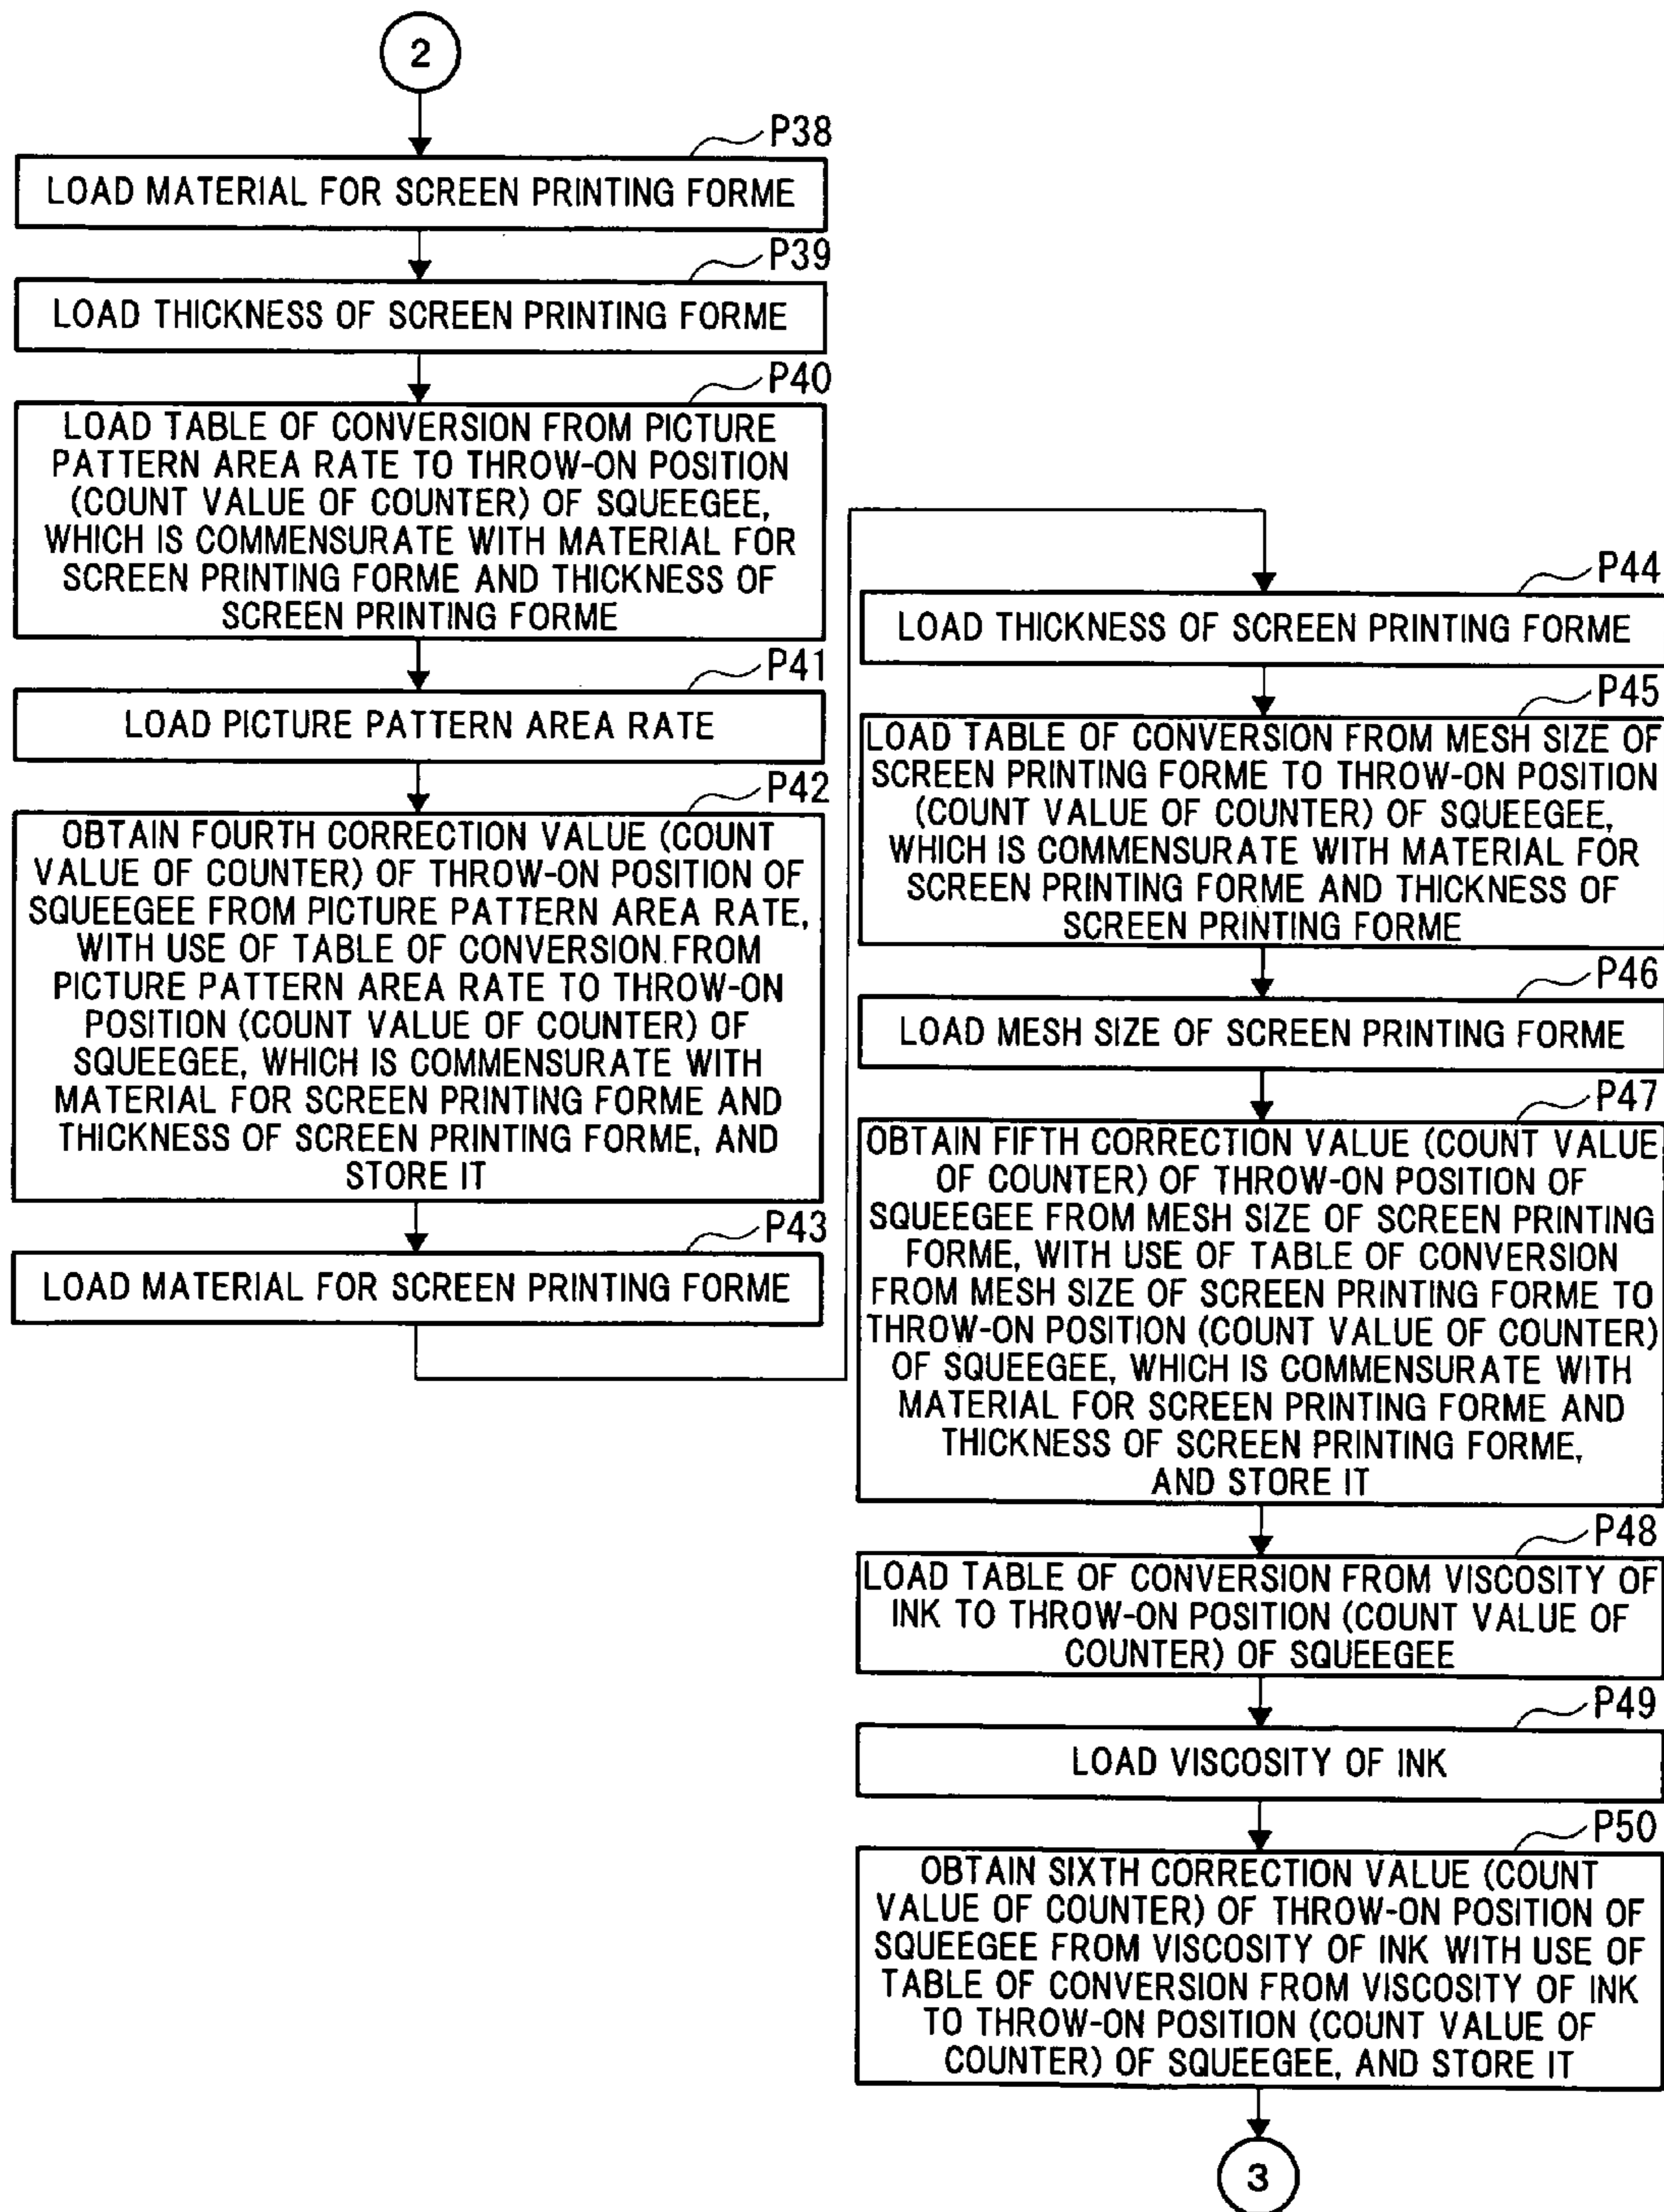 2
P38
LOAD MATERIAL FOR SCREEN PRINTING FORME
P39
LOAD THICKNESS OF SCREEN PRINTING FORME
P40
LOAD TABLE OF CONVERSION FROM PICTURE
PATTERN AREA RATE TO THROW-ON POSITION
(COUNT VALUE OF COUNTER) OF SQUEEGEE,
WHICH IS COMMENSURATE WITH MATERIAL FOR
SCREEN PRINTING FORME AND THICKNESS OF
SCREEN PRINTING FORME
P41
LOAD PICTURE PATTERN AREA RATE
P42
OBTAIN FOURTH CORRECTION VALUE (COUNT
VALUE OF COUNTER) OF THROW-ON POSITION OF
SQUEEGEE FROM PICTURE PATTERN AREA RATE,
WITH USE OF TABLE OF CONVERSION FROM
PICTURE PATTERN AREA RATE TO THROW-ON
POSITION (COUNT VALUE OF COUNTER) OF
SQUEEGEE, WHICH IS COMMENSURATE WITH
MATERIAL FOR SCREEN PRINTING FORME AND
THICKNESS OF SCREEN PRINTING FORME, AND
STORE IT
P43
LOAD MATERIAL FOR SCREEN PRINTING FORME
P44
LOAD THICKNESS OF SCREEN PRINTING FORME
P45
LOAD TABLE OF CONVERSION FROM MESH SIZE OF
SCREEN PRINTING FORME TO THROW-ON POSITION
(COUNT VALUE OF COUNTER) OF SQUEEGEE,
WHICH IS COMMENSURATE WITH MATERIAL FOR
SCREEN PRINTING FORME AND THICKNESS OF
SCREEN PRINTING FORME
P46
LOAD MESH SIZE OF SCREEN PRINTING FORME
P47
OBTAIN FIFTH CORRECTION VALUE (COUNT VALUE
OF COUNTER) OF THROW-ON POSITION OF
SQUEEGEE FROM MESH SIZE OF SCREEN PRINTING
FORME, WITH USE OF TABLE OF CONVERSION
FROM MESH SIZE OF SCREEN PRINTING FORME TO
THROW-ON POSITION (COUNT VALUE OF COUNTER)
OF SQUEEGEE, WHICH IS COMMENSURATE WITH
MATERIAL FOR SCREEN PRINTING FORME AND
THICKNESS OF SCREEN PRINTING FORME,
AND STORE IT
P48
LOAD TABLE OF CONVERSION FROM VISCOSITY OF
INK TO THROW-ON POSITION (COUNT VALUE OF
COUNTER) OF SQUEEGEE
P49
LOAD VISCOSITY OF INK
P50
OBTAIN SIXTH CORRECTION VALUE (COUNT
VALUE OF COUNTER) OF THROW-ON POSITION OF
SQUEEGEE FROM VISCOSITY OF INK WITH USE OF
TABLE OF CONVERSION FROM VISCOSITY OF INK
TO THROW-ON POSITION (COUNT VALUE OF
COUNTER) OF SQUEEGEE, AND STORE IT
3